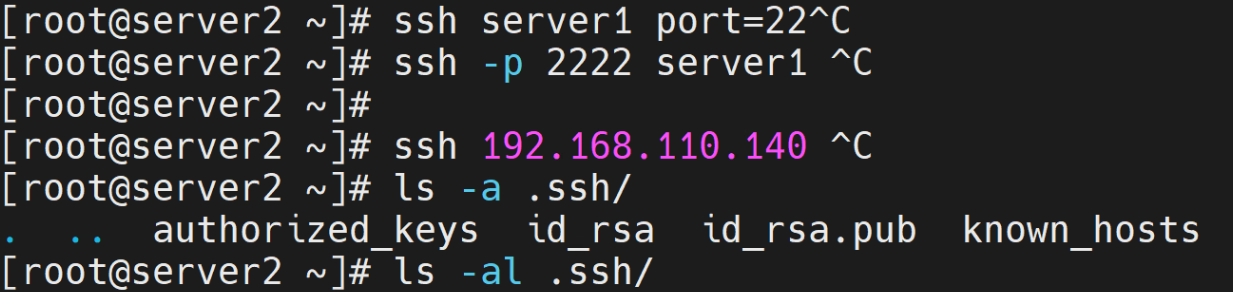 [root@server2 ~]# ssh server1 port=22^C
[root@server2 ~]# ssh -p 2222 server1 ^C
[root@server2 ~]#
[root@server2 ~]# ssh 192.168.110.140 ^C
[root@server2 ~]# ls -a .ssh/
.  ..  authorized_keys  id_rsa  id_rsa.pub  known_hosts
[root@server2 ~]# ls -al .ssh/